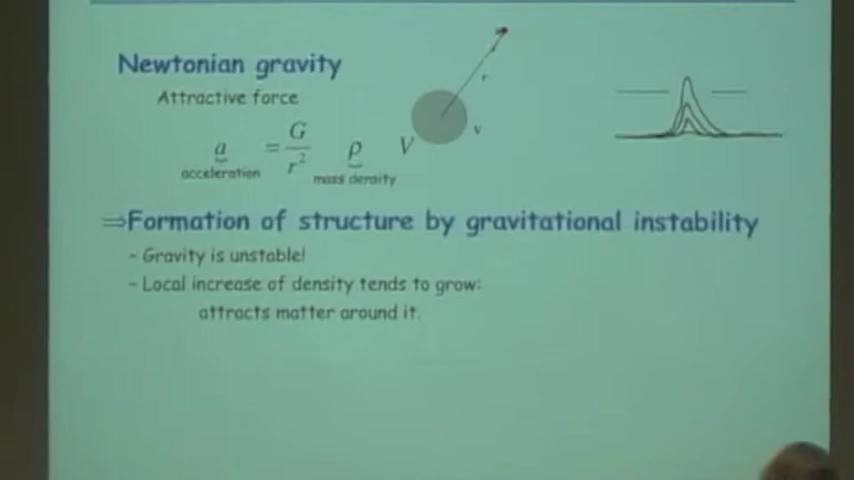 Newtonian gravity
Attractive force
a = G/r² ρ V
acceleration
mass density
r
V
⇒Formation of structure by gravitational instability
- Gravity is unstable!
- Local increase of density tends to grow:
attracts matter around it.